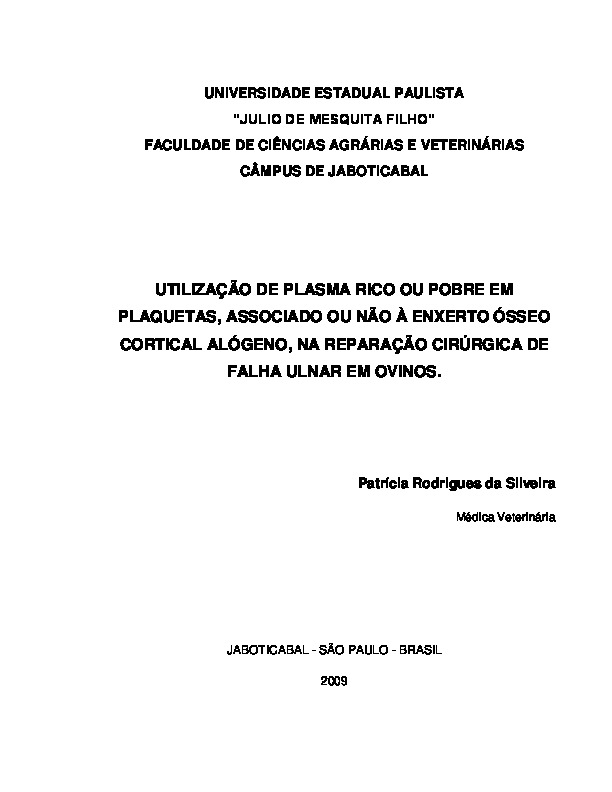 UNIVERSIDADE ESTADUAL PAULISTA
"JULIO DE MESQUITA FILHO"
FACULDADE DE CIÊNCIAS AGRÁRIAS E VETERINÁRIAS
CÂMPUS DE JABOTICABAL
UTILIZAÇÃO DE PLASMA RICO OU POBRE EM
PLAQUETAS, ASSOCIADO OU NÃO À ENXERTO ÓSSEO
CORTICAL ALÓGENO, NA REPARAÇÃO CIRÚRGICA DE
FALHA ULNAR EM OVINOS.
Patrícia Rodrigues da Silveira
Médica Veterinária
JABOTICABAL - SÃO PAULO - BRASIL
2009